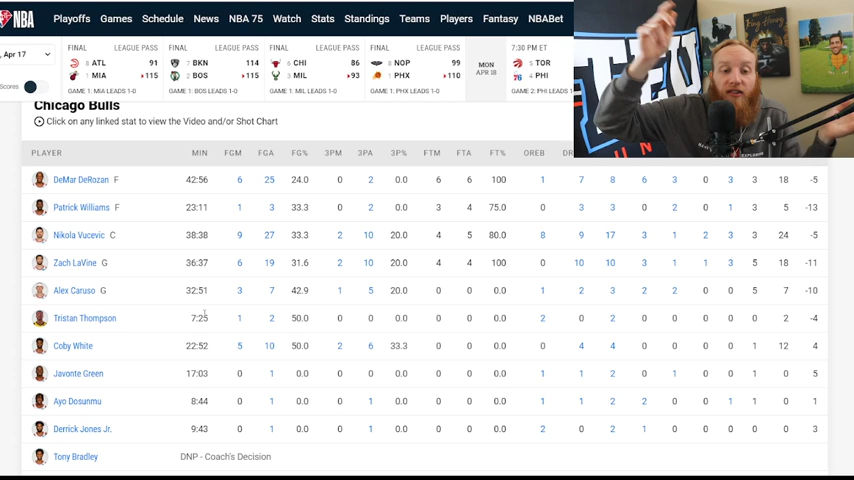 NBA Playoffs Games Schedule News NBA 75 Watch Stats Standings Teams Players Fantasy NBABet
, Apr 17
Scores
FINAL LEAGUE PASS
8 ATL 91
1 MIA 115
GAME 1: MIA LEADS 1-0
FINAL LEAGUE PASS
7 BKN 114
2 BOS 115
GAME 1: BOS LEADS 1-0
FINAL LEAGUE PASS
6 CHI 86
3 MIL 93
GAME 1: MIL LEADS 1-0
FINAL LEAGUE PASS
8 NOP 99
1 PHX 110
GAME 1: PHX LEADS 1-0
MON
APR 18
7:30 PM ET
5 TOR
4 PHI
GAME 2: PHI LEADS 1-0
Chicago Bulls
Click on any linked stat to view the Video and/or Shot Chart
PLAYER MIN FGM FGA FG% 3PM 3PA 3P% FTM FTA FT% OREB
DeMar DeRozan F 42:56 6 25 24.0 0 2 0.0 6 6 100 1 7 8 6 3 0 3 3 18 -5
Patrick Williams F 23:11 1 3 33.3 0 2 0.0 3 4 75.0 0 3 3 0 2 0 1 3 5 -13
Nikola Vucevic C 38:38 9 27 33.3 2 10 20.0 4 5 80.0 8 9 17 3 1 2 3 3 24 -5
Zach LaVine G 36:37 6 19 31.6 2 10 20.0 4 4 100 0 10 10 3 1 1 3 5 18 -11
Alex Caruso G 32:51 3 7 42.9 1 5 20.0 0 0 0.0 1 2 3 2 2 0 0 5 7 -10
Tristan Thompson 7:25 1 2 50.0 0 0 0.0 0 0 0.0 2 0 2 0 0 0 0 0 2 -4
Coby White 22:52 5 10 50.0 2 6 33.3 0 0 0.0 0 4 4 0 0 0 0 1 12 4
Javonte Green 17:03 0 1 0.0 0 0 0.0 0 0 0.0 1 1 2 0 1 0 0 1 0 5
Ayo Dosunmu 8:44 0 1 0.0 0 1 0.0 0 0 0.0 1 1 2 2 0 0 1 1 0 1
Derrick Jones Jr. 9:43 0 1 0.0 0 1 0.0 0 0 0.0 2 0 2 1 0 0 0 0 0 3
Tony Bradley DNP - Coach's Decision